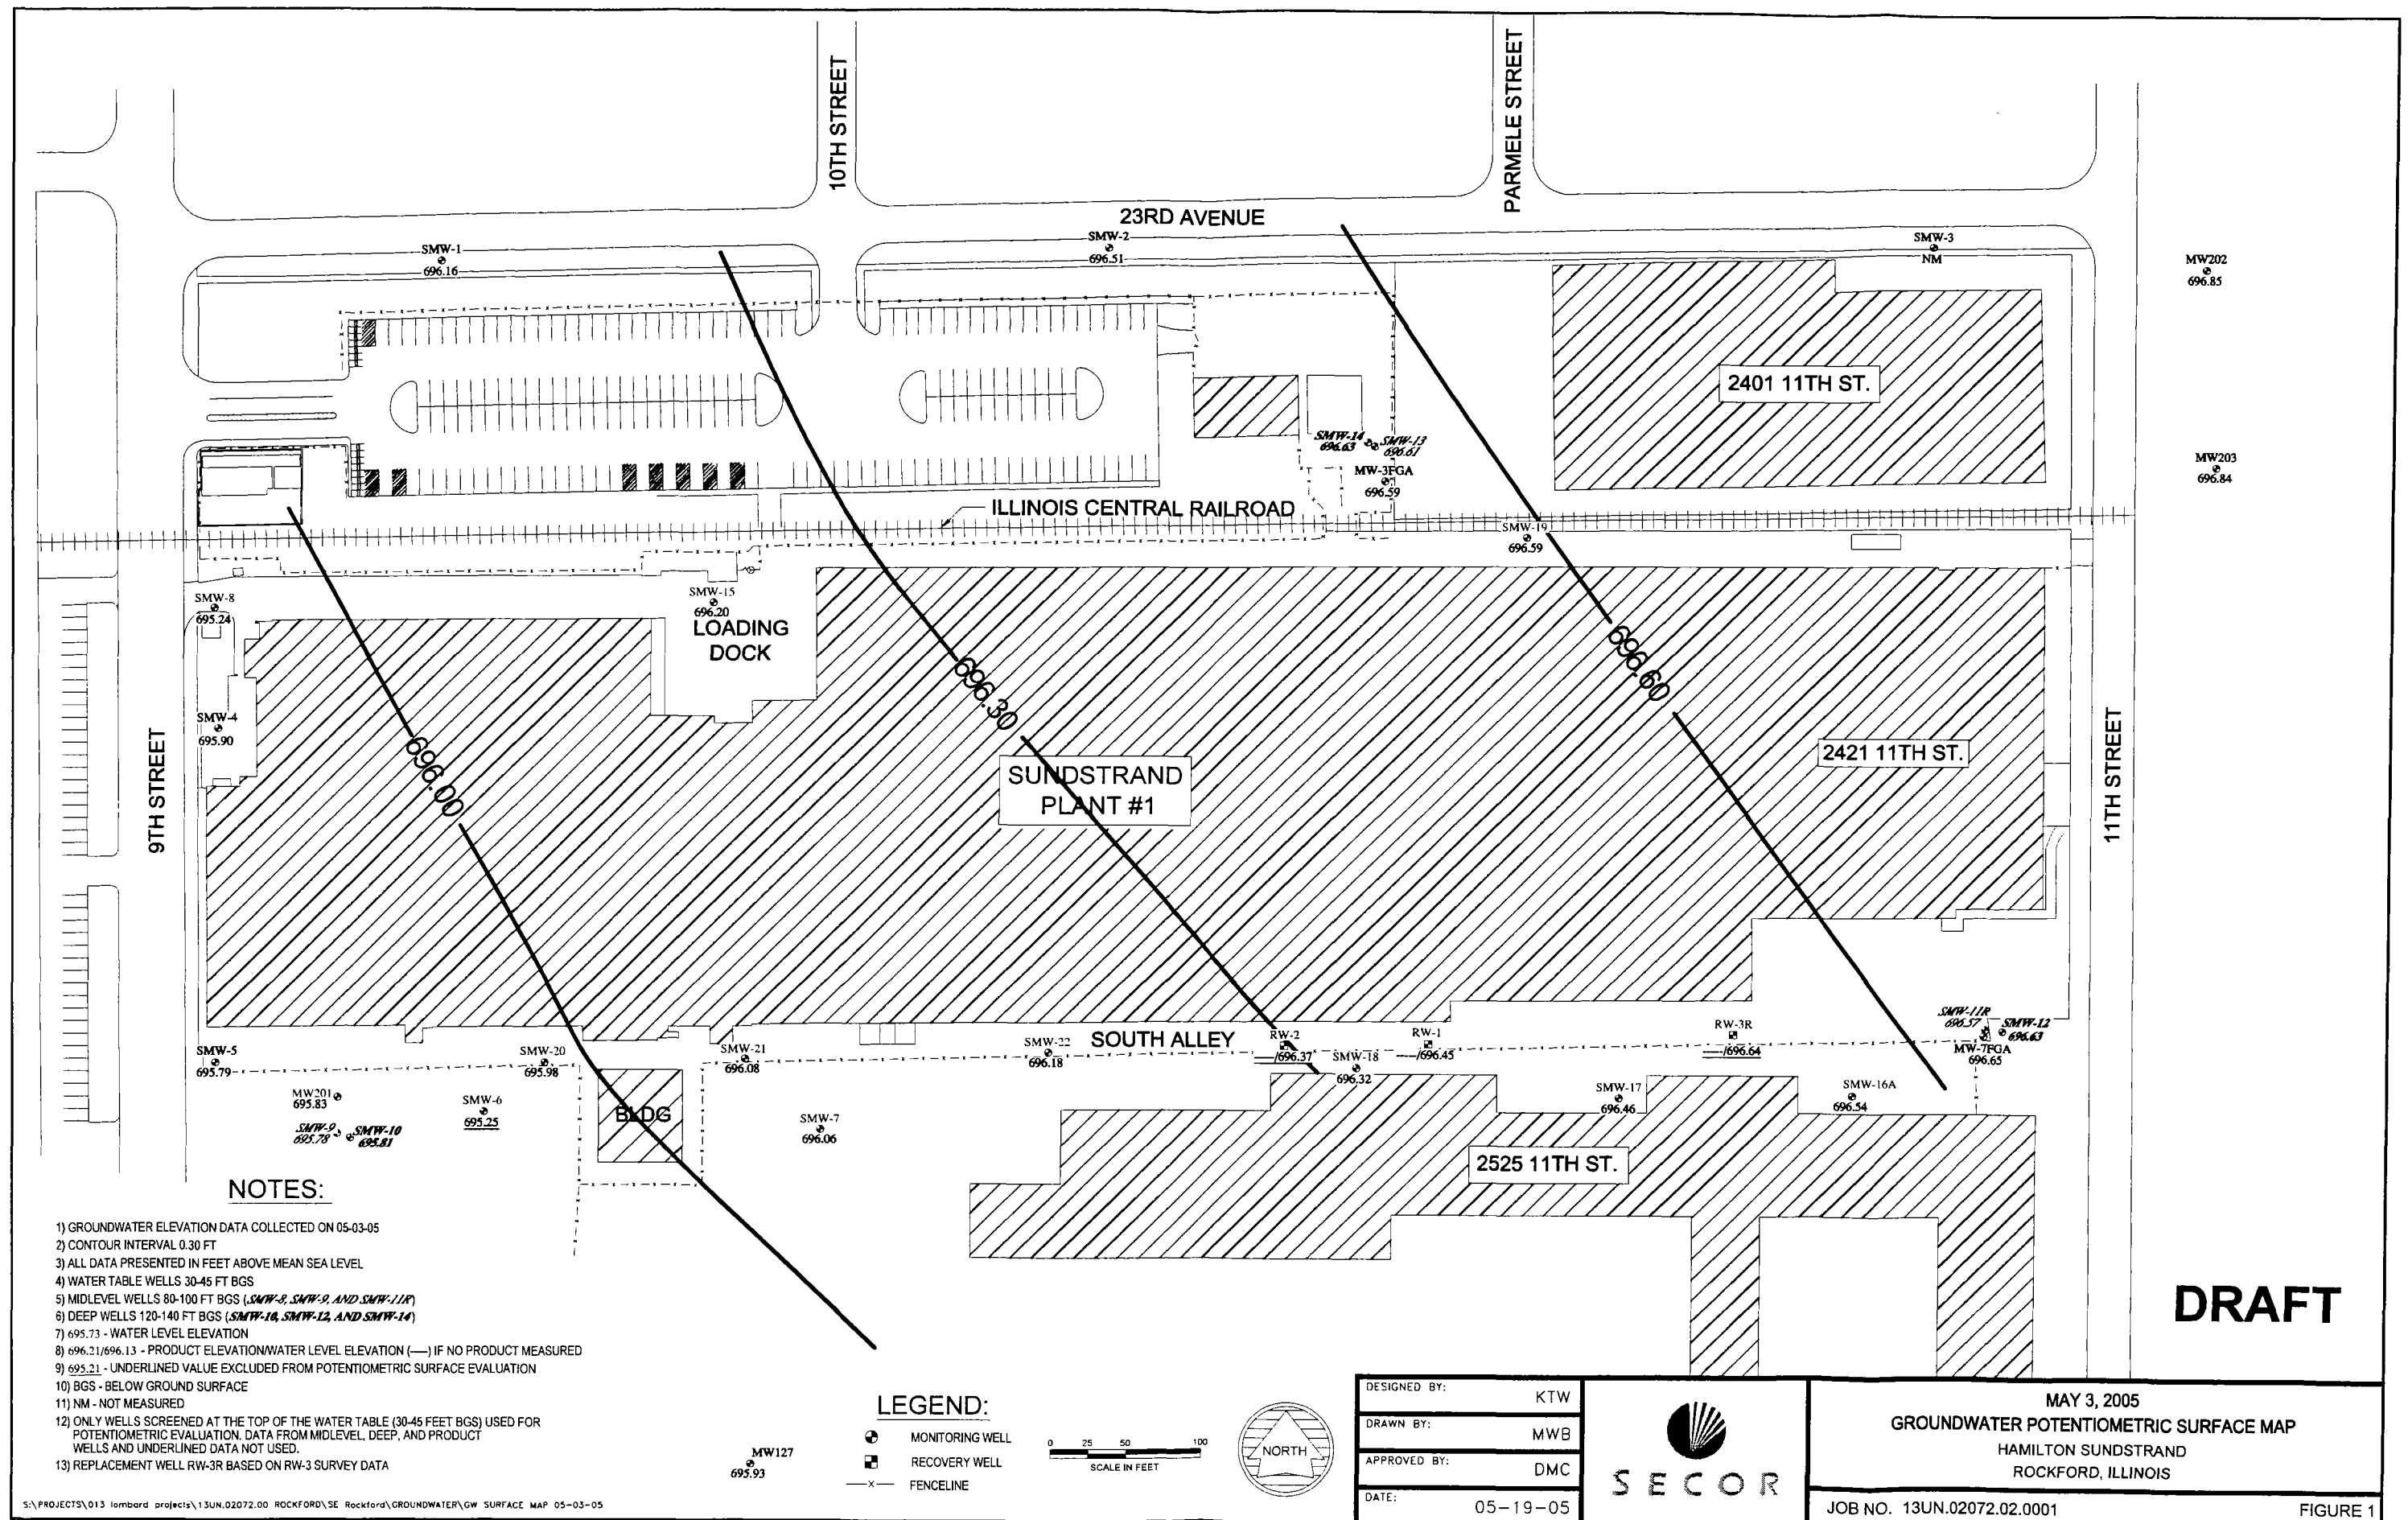 10TH STREET
PARMELE STREET
23RD AVENUE
SMW-1
696.16
SMW-2
696.51
SMW-3
NM
MW202
696.85
2401 11TH ST.
SMW-14
696.63
SMW-13
696.61
MW-3FGA
696.59
MW203
696.84
ILLINOIS CENTRAL RAILROAD
SMW-19
696.59
SMW-8
695.24
SMW-15
696.20
LOADING
DOCK
696.30
696.60
SMW-4
695.90
696.00
9TH STREET
SUNDSTRAND
PLANT #1
2421 11TH ST.
11TH STREET
SMW-5
695.79
SMW-20
695.98
SMW-21
696.08
SMW-22
696.18
SOUTH ALLEY
RW-2
----/696.37
SMW-18
696.32
RW-1
----/696.45
RW-3R
----/696.64
SMW-11R
696.57
SMW-12
696.63
MW-7FGA
696.65
MW201
695.83
SMW-9
695.78
SMW-10
695.81
SMW-6
695.25
BLDG
SMW-7
696.06
SMW-17
696.46
SMW-16A
696.54
2525 11TH ST.
NOTES:
1) GROUNDWATER ELEVATION DATA COLLECTED ON 05-03-05
2) CONTOUR INTERVAL 0.30 FT
3) ALL DATA PRESENTED IN FEET ABOVE MEAN SEA LEVEL
4) WATER TABLE WELLS 30-45 FT BGS
5) MIDLEVEL WELLS 80-100 FT BGS (SMW-8, SMW-9, AND SMW-11R)
6) DEEP WELLS 120-140 FT BGS (SMW-10, SMW-12, AND SMW-14)
7) 695.73 - WATER LEVEL ELEVATION
8) 696.21/696.13 - PRODUCT ELEVATION/WATER LEVEL ELEVATION (----) IF NO PRODUCT MEASURED
9) 695.21 - UNDERLINED VALUE EXCLUDED FROM POTENTIOMETRIC SURFACE EVALUATION
10) BGS - BELOW GROUND SURFACE
11) NM - NOT MEASURED
12) ONLY WELLS SCREENED AT THE TOP OF THE WATER TABLE (30-45 FEET BGS) USED FOR
POTENTIOMETRIC EVALUATION. DATA FROM MIDLEVEL, DEEP, AND PRODUCT
WELLS AND UNDERLINED DATA NOT USED.
13) REPLACEMENT WELL RW-3R BASED ON RW-3 SURVEY DATA
MW127
695.93
LEGEND:
MONITORING WELL
RECOVERY WELL
—x— FENCELINE
0 25 50 100
SCALE IN FEET
NORTH
DRAFT
DESIGNED BY: KTW
DRAWN BY: MWB
APPROVED BY: DMC
DATE: 05-19-05
SECOR
MAY 3, 2005
GROUNDWATER POTENTIOMETRIC SURFACE MAP
HAMILTON SUNDSTRAND
ROCKFORD, ILLINOIS
JOB NO. 13UN.02072.02.0001
FIGURE 1
S:\PROJECTS\013 lombard projects\13UN.02072.00 ROCKFORD\SE Rockford\GROUNDWATER\GW SURFACE MAP 05-03-05